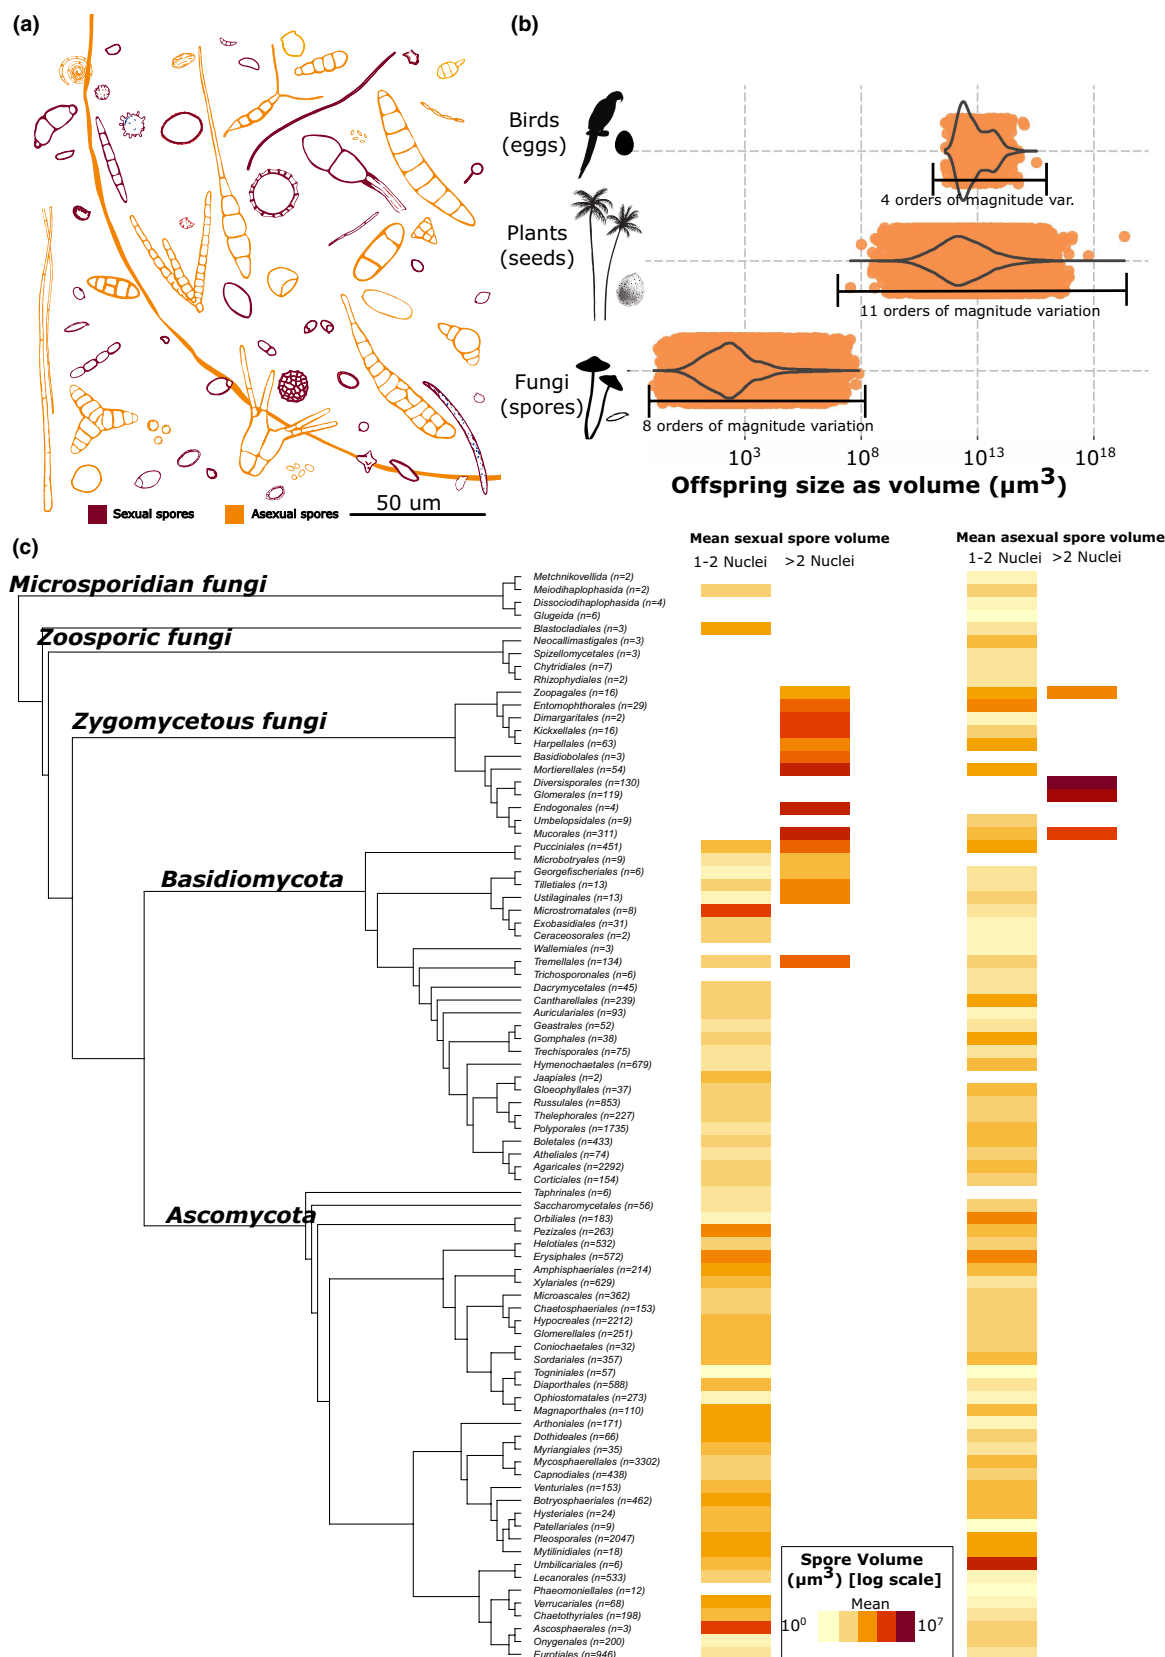 (a)
Sexual spores
Asexual spores
50 um
(b)
Birds
(eggs)
4 orders of magnitude var.
Plants
(seeds)
11 orders of magnitude variation
Fungi
(spores)
8 orders of magnitude variation
10³
10⁸
10¹³
10¹⁸
Offspring size as volume (µm³)
(c)
Mean sexual spore volume
1-2 Nuclei
>2 Nuclei
Mean asexual spore volume
1-2 Nuclei
>2 Nuclei
Microsporidian fungi
Zoosporic fungi
Zygomycetous fungi
Basidiomycota
Ascomycota
Metchnikovellida (n=2)
Meiodihaplophasida (n=2)
Dissociodihaplophasida (n=4)
Glugeida (n=6)
Blastocladiales (n=3)
Neocallimastigales (n=3)
Spizellomycetales (n=3)
Chytridiales (n=7)
Rhizophydiales (n=2)
Zoopagales (n=16)
Entomophthorales (n=29)
Dimargaritales (n=2)
Kickxellales (n=16)
Harpellales (n=63)
Basidiobolales (n=3)
Mortierellales (n=54)
Diversisporales (n=130)
Glomerales (n=119)
Endogonales (n=4)
Umbelopsidales (n=9)
Mucorales (n=311)
Pucciniales (n=451)
Microbotryales (n=9)
Georgefischeriales (n=6)
Tilletiales (n=13)
Ustilaginales (n=13)
Microstromatales (n=8)
Exobasidiales (n=31)
Ceraceosorales (n=2)
Wallemiales (n=3)
Tremellales (n=134)
Trichosporonales (n=6)
Dacrymycetales (n=45)
Cantharellales (n=239)
Auriculariales (n=93)
Geastrales (n=52)
Gomphales (n=38)
Trechisporales (n=75)
Hymenochaetales (n=679)
Jaapiales (n=2)
Gloeophyllales (n=37)
Russulales (n=853)
Thelephorales (n=227)
Polyporales (n=1735)
Boletales (n=433)
Atheliales (n=74)
Agaricales (n=2292)
Corticiales (n=154)
Taphrinales (n=6)
Saccharomycetales (n=56)
Orbiliales (n=183)
Pezizales (n=263)
Helotiales (n=532)
Erysiphales (n=572)
Amphisphaeriales (n=214)
Xylariales (n=629)
Microascales (n=362)
Chaetosphaeriales (n=153)
Hypocreales (n=2212)
Glomerellales (n=251)
Coniochaetales (n=32)
Sordariales (n=357)
Togniniales (n=57)
Diaporthales (n=588)
Ophiostomatales (n=273)
Magnaporthales (n=110)
Arthoniales (n=171)
Dothideales (n=66)
Myriangiales (n=35)
Mycosphaerellales (n=3302)
Capnodiales (n=438)
Venturiales (n=153)
Botryosphaeriales (n=462)
Hysteriales (n=24)
Patellariales (n=9)
Pleosporales (n=2047)
Mytilinidiales (n=18)
Umbilicariales (n=6)
Lecanorales (n=533)
Phaeomoniellales (n=12)
Verrucariales (n=68)
Chaetothyriales (n=198)
Ascosphaerales (n=3)
Onygenales (n=200)
Eurotiales (n=946)
Spore Volume
(µm³) [log scale]
Mean
10⁰
10⁷